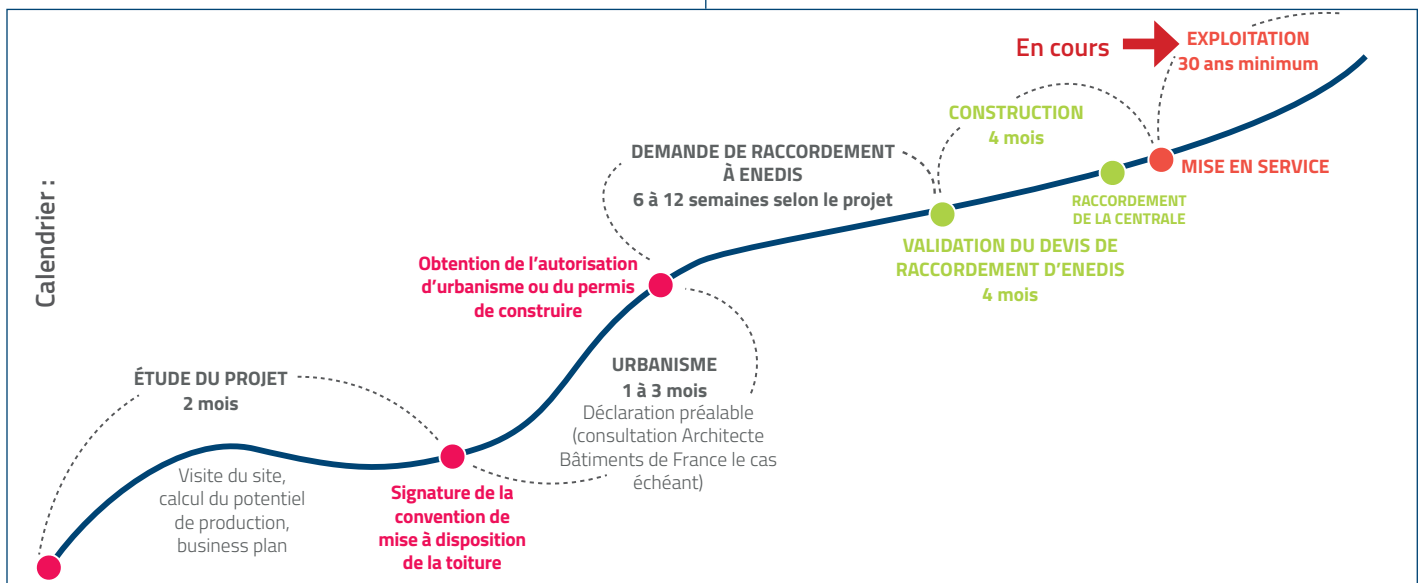 Calendrier :
ÉTUDE DU PROJET
2 mois
Visite du site,
calcul du potentiel
de production,
business plan
Signature de la
convention de
mise à disposition
de la toiture
URBANISME
1 à 3 mois
Déclaration préalable
(consultation Architecte
Bâtiments de France le cas
échéant)
Obtention de l’autorisation
d’urbanisme ou du permis
de construire
DEMANDE DE RACCORDEMENT
À ENEDIS
6 à 12 semaines selon le projet
VALIDATION DU DEVIS DE
RACCORDEMENT D’ENEDIS
4 mois
CONSTRUCTION
4 mois
RACCORDEMENT
DE LA CENTRALE
MISE EN SERVICE
En cours
EXPLOITATION
30 ans minimum